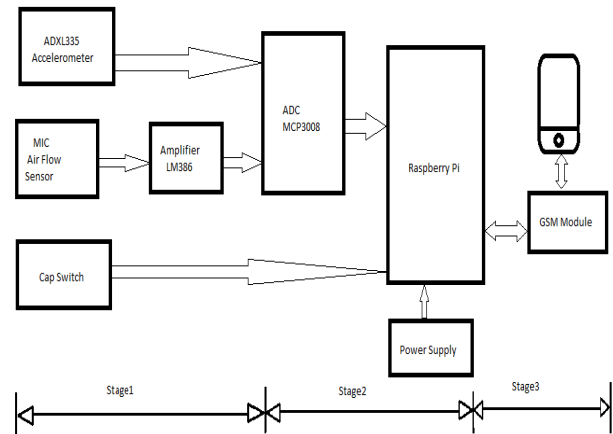 ADXL335
Accelerometer
MIC
Air Flow
Sensor
Amplifier
LM386
ADC
MCP3008
Raspberry Pi
GSM Module
Cap Switch
Power Supply
Stage1
Stage2
Stage3